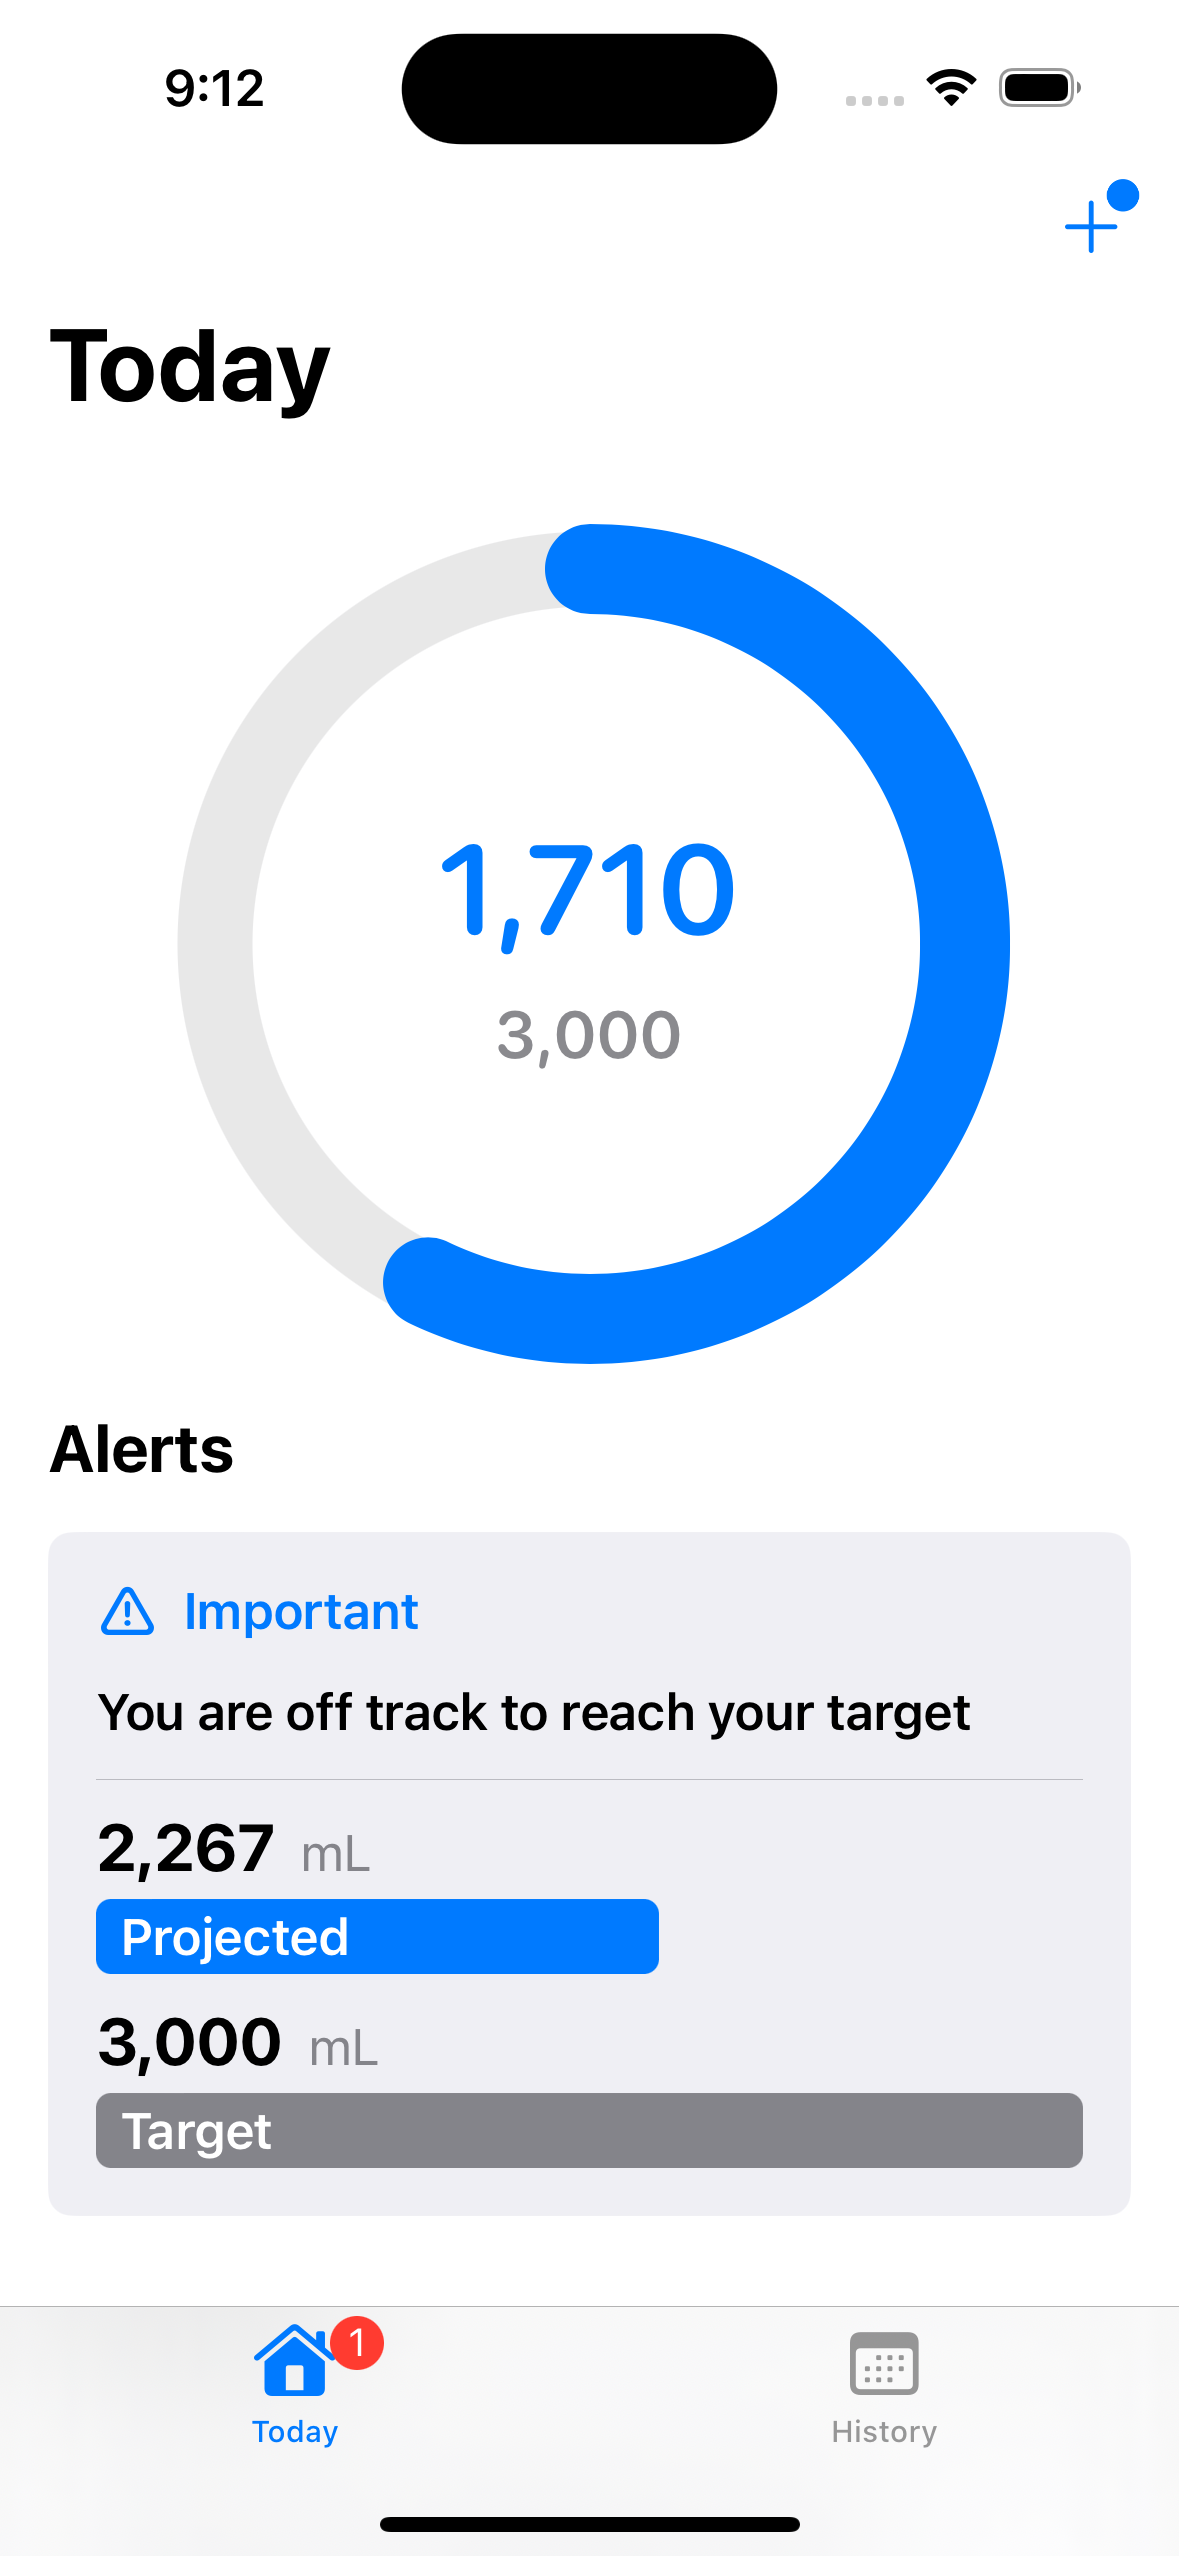 9:12
Today
1,710
3,000
Alerts
Important
You are off track to reach your target
2,267 mL
Projected
3,000 mL
Target
1
Today
History